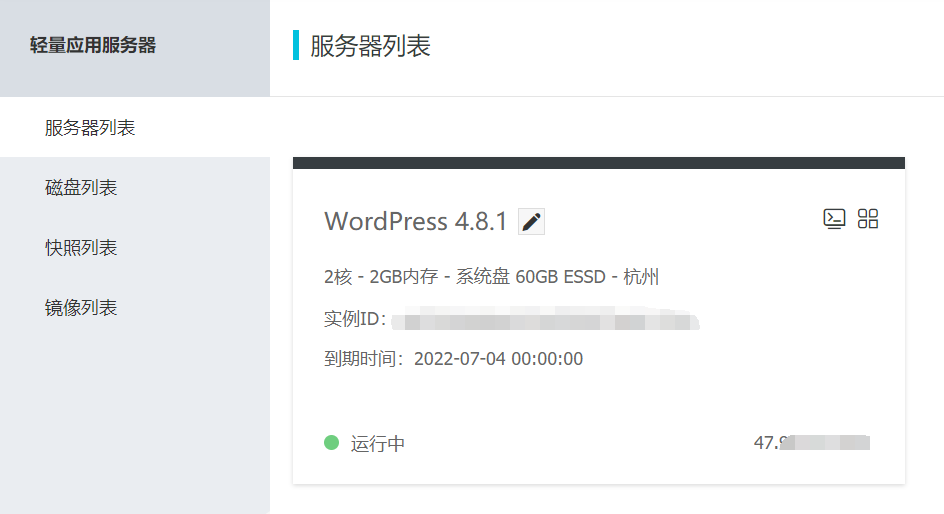 轻量应用服务器
服务器列表
服务器列表
磁盘列表
快照列表
镜像列表
WordPress 4.8.1
2核 - 2GB内存 - 系统盘 60GB ESSD - 杭州
实例ID：
到期时间：2022-07-04 00:00:00
运行中
47.